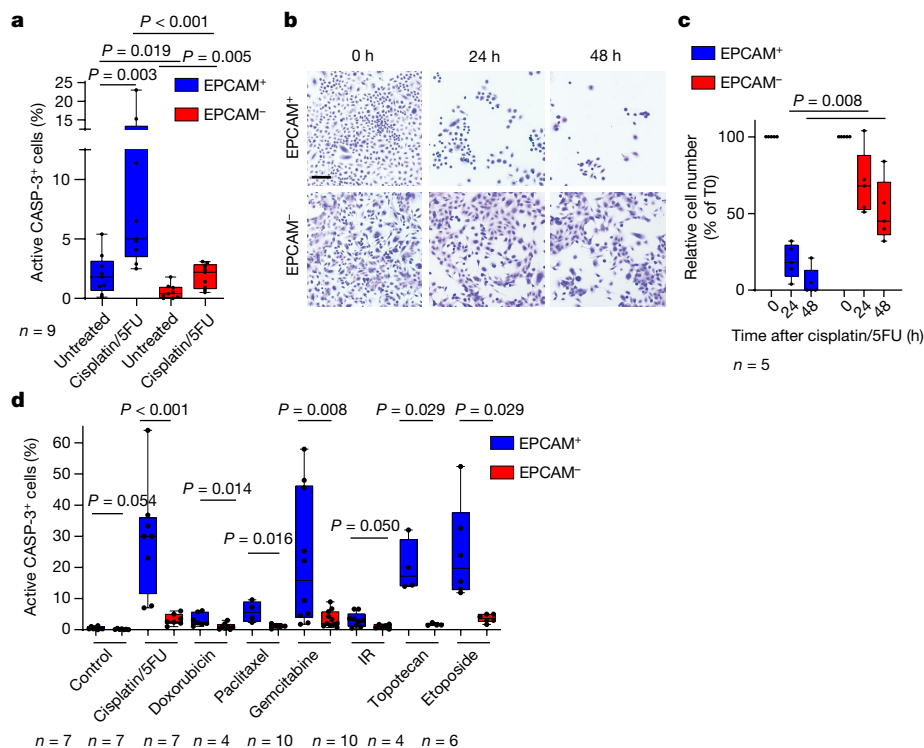 a
P < 0.001
P = 0.019
P = 0.005
P = 0.003
EPCAM⁺
EPCAM⁻
Active CASP-3⁺ cells (%)
25
20
15
10
5
0
Untreated
Cisplatin/5FU
Untreated
Cisplatin/5FU
n = 9
b
0 h
24 h
48 h
EPCAM⁺
EPCAM⁻
c
EPCAM⁺
EPCAM⁻
P = 0.008
Relative cell number
(% of T0)
100
50
0
0
24
48
0
24
48
Time after cisplatin/5FU (h)
n = 5
d
P < 0.001
P = 0.008
P = 0.029
P = 0.029
EPCAM⁺
EPCAM⁻
P = 0.054
P = 0.014
P = 0.016
P = 0.050
Active CASP-3⁺ cells (%)
60
50
40
30
20
10
0
Control
Cisplatin/5FU
Doxorubicin
Paclitaxel
Gemcitabine
IR
Topotecan
Etoposide
n = 7 n = 7 n = 7 n = 4 n = 10 n = 10 n = 4 n = 6